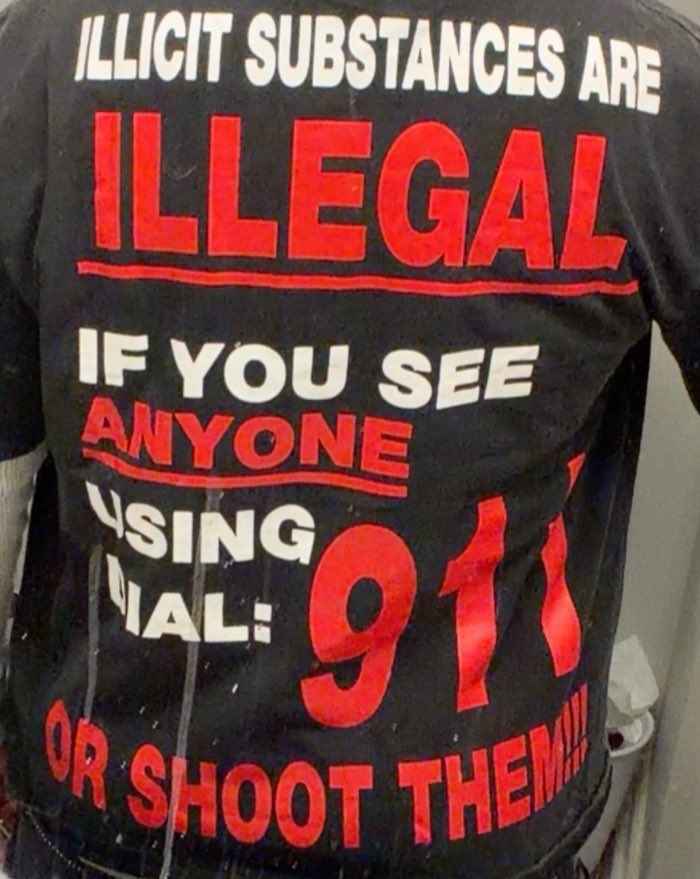 ILLICIT SUBSTANCES ARE
ILLEGAL
IF YOU SEE
ANYONE
USING
DIAL: 911
OR SHOOT THEM!!!